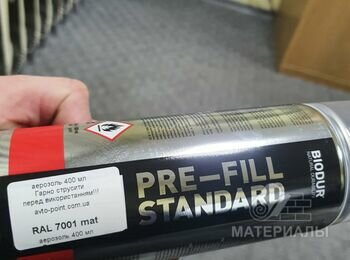 аерозоль 400 мл
Гарно струсити
перед використанням!!!
avto-point.com.ua
RAL 7001 mat
аерозоль 400 мл
PRE-FILL
STANDARD
BIODUR
МАТЕРИАЛЫ